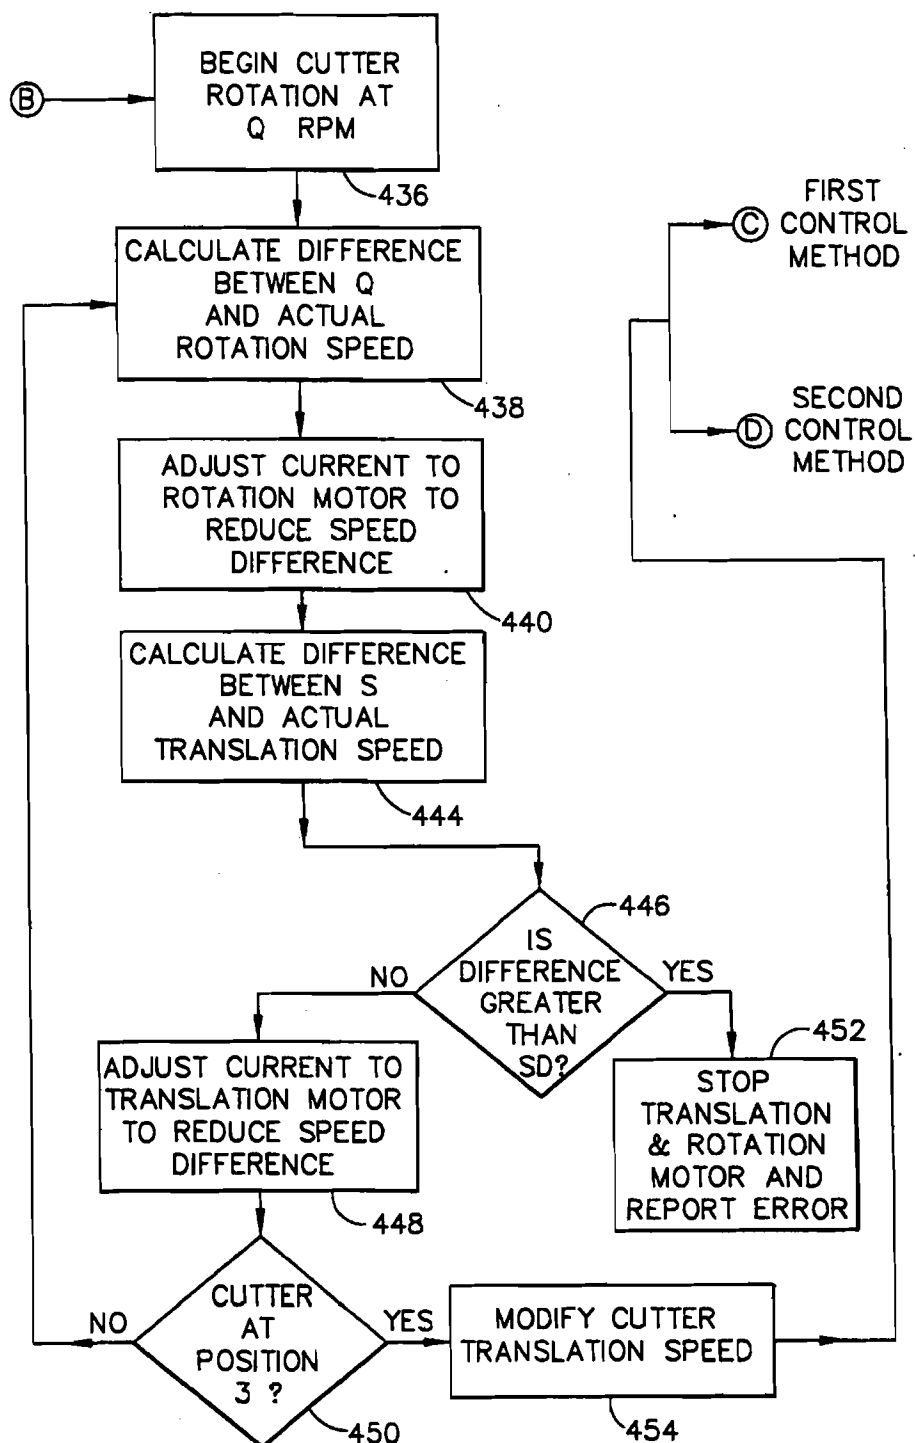 BEGIN CUTTER
ROTATION AT
Q RPM
B
436
CALCULATE DIFFERENCE
BETWEEN Q
AND ACTUAL
ROTATION SPEED
438
FIRST
CONTROL
METHOD
C
SECOND
CONTROL
METHOD
D
ADJUST CURRENT TO
ROTATION MOTOR TO
REDUCE SPEED
DIFFERENCE
440
CALCULATE DIFFERENCE
BETWEEN S
AND ACTUAL
TRANSLATION SPEED
444
446
IS
DIFFERENCE
GREATER
THAN
SD?
NO
YES
452
STOP
TRANSLATION
& ROTATION
MOTOR AND
REPORT ERROR
ADJUST CURRENT TO
TRANSLATION MOTOR
TO REDUCE SPEED
DIFFERENCE
448
CUTTER
AT
POSITION
3 ?
NO
YES
450
MODIFY CUTTER
TRANSLATION SPEED
454